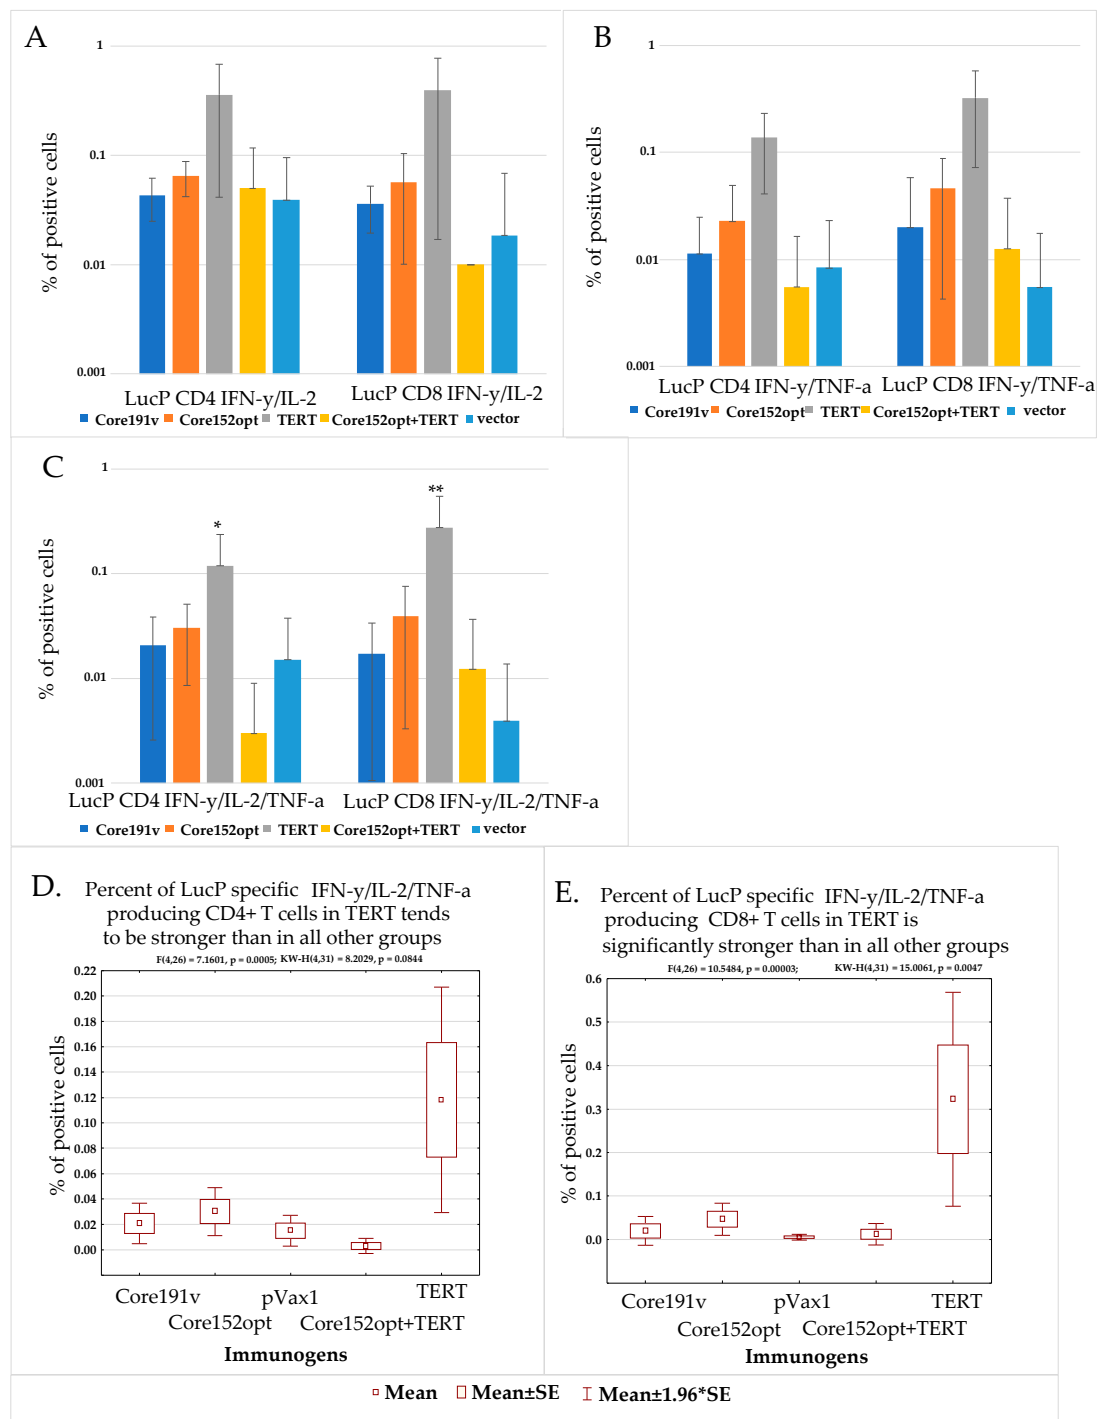 A
1
0.1
0.01
0.001
% of positive cells
LucP CD4 IFN-y/IL-2
LucP CD8 IFN-y/IL-2
Core191v Core152opt TERT Core152opt+TERT vector
B
1
0.1
0.01
0.001
% of positive cells
LucP CD4 IFN-y/TNF-a
LucP CD8 IFN-y/TNF-a
Core191v Core152opt TERT Core152opt+TERT vector
C
1
0.1
0.01
0.001
% of positive cells
*
**
LucP CD4 IFN-y/IL-2/TNF-a
LucP CD8 IFN-y/IL-2/TNF-a
Core191v Core152opt TERT Core152opt+TERT vector
D. Percent of LucP specific IFN-y/IL-2/TNF-a
producing CD4+ T cells in TERT tends
to be stronger than in all other groups
F(4,26) = 7.1601, p = 0.0005; KW-H(4,31) = 8.2029, p = 0.0844
0.22
0.20
0.18
0.16
0.14
0.12
0.10
0.08
0.06
0.04
0.02
0.00
% of positive cells
Core191v pVax1 TERT
Core152opt Core152opt+TERT
Immunogens
E. Percent of LucP specific IFN-y/IL-2/TNF-a
producing CD8+ T cells in TERT is
significantly stronger than in all other groups
F(4,26) = 10.5484, p = 0.00003; KW-H(4,31) = 15.0061, p = 0.0047
0.6
0.5
0.4
0.3
0.2
0.1
0.0
% of positive cells
Core191v pVax1 TERT
Core152opt Core152opt+TERT
Immunogens
Mean Mean±SE Mean±1.96*SE